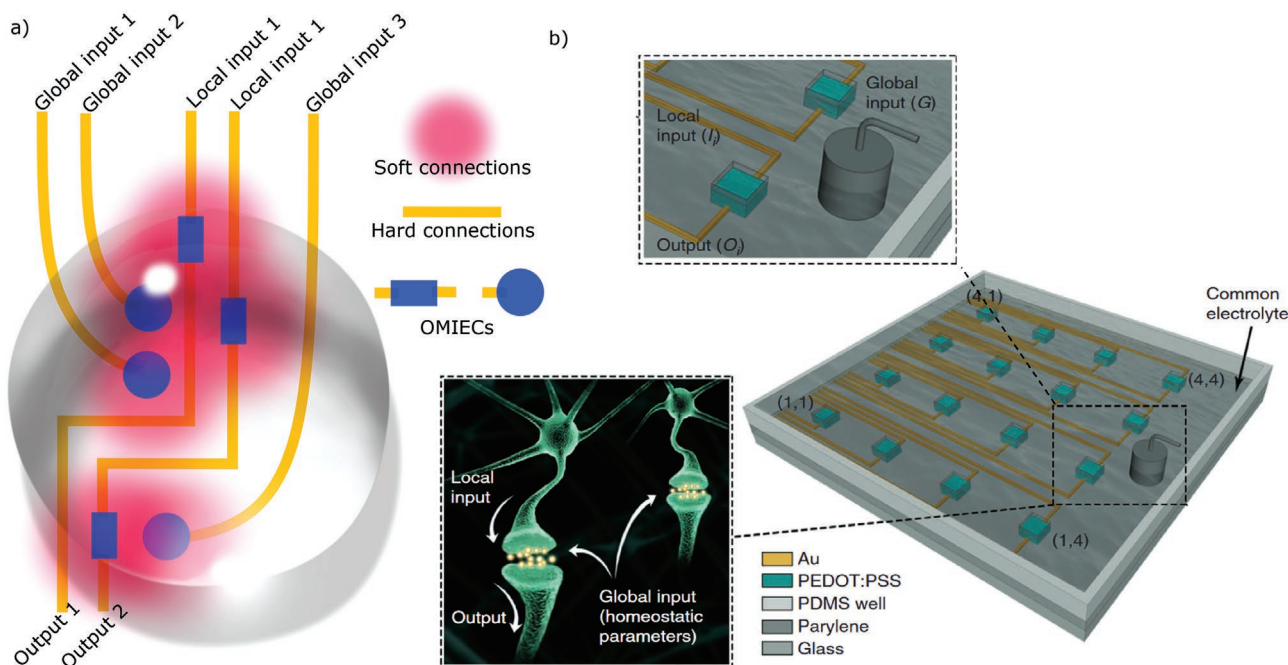 a)
Global input 1
Global input 2
Local input 1
Local input 1
Global input 3
Soft connections
Hard connections
OMIECs
Output 1
Output 2
b)
Global
input (G)
Local
input (Ii)
Output (Oi)
Common
electrolyte
(4,1)
(4,4)
(1,1)
(1,4)
Local
input
Output
Global input
(homeostatic
parameters)
Au
PEDOT:PSS
PDMS well
Parylene
Glass